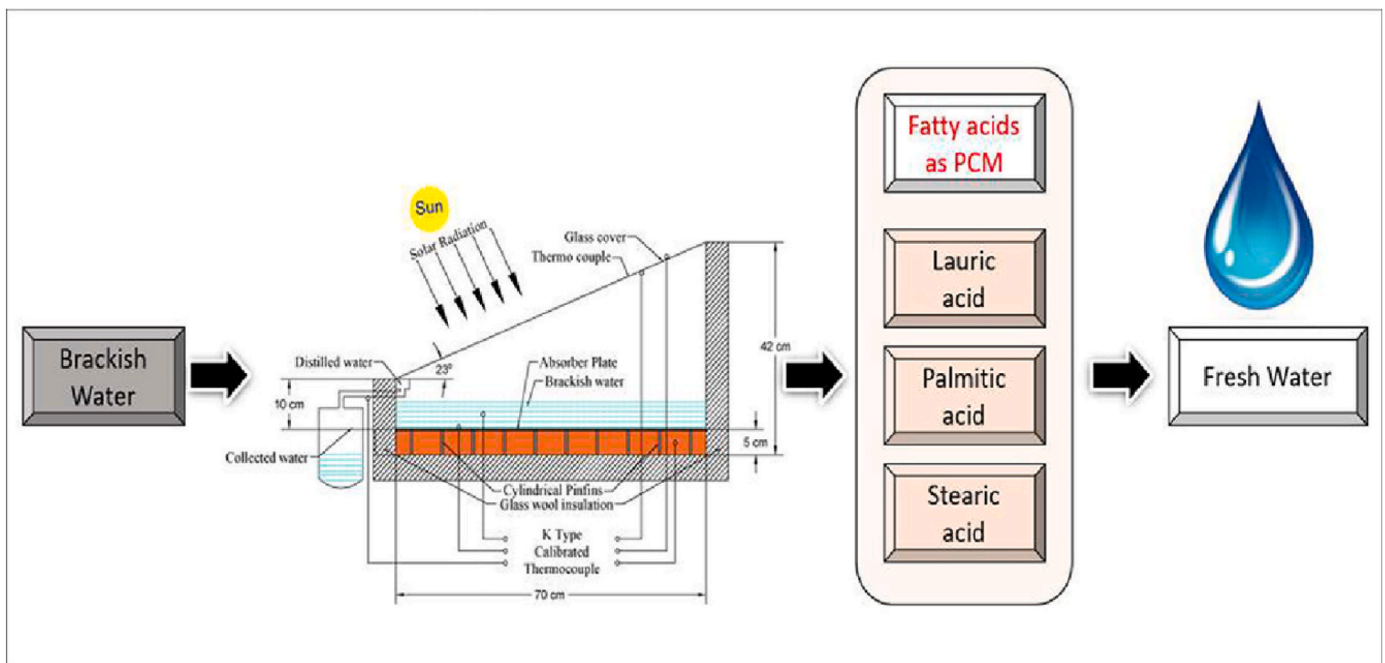 Brackish
Water
Sun
Solar Radiation
Glass cover
Thermo couple
Distilled water
23°
10 cm
Absorber Plate
Brackish water
42 cm
5 cm
Collected water
Cylindrical Pinfins
Glass wool insulation
K Type
Calibrated
Thermocouple
70 cm
Fatty acids
as PCM
Lauric
acid
Palmitic
acid
Stearic
acid
Fresh Water